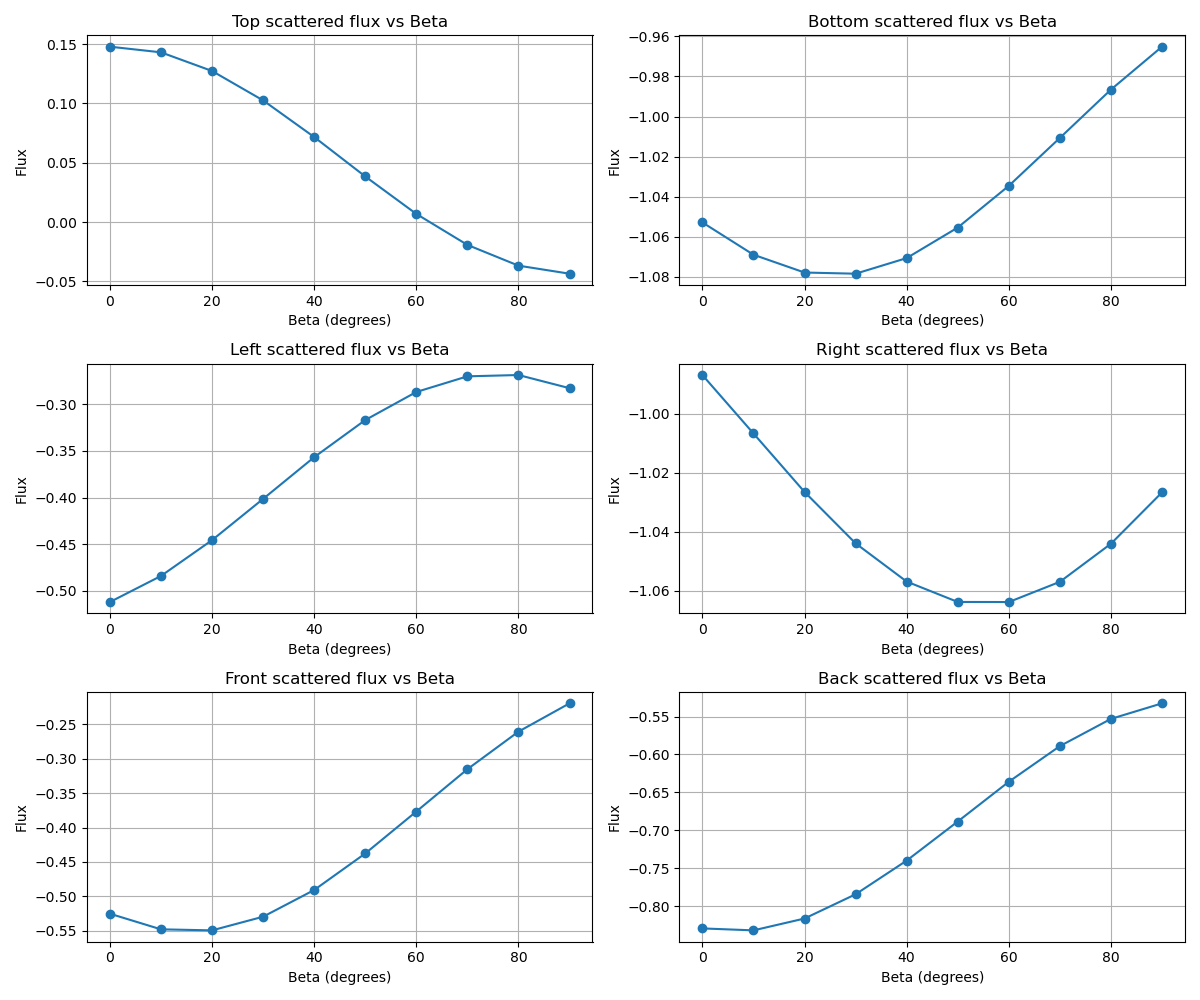 Top scattered flux vs Beta
0.15
0.10
0.05
0.00
−0.05
Flux
0 20 40 60 80
Beta (degrees)
Bottom scattered flux vs Beta
−0.96
−0.98
−1.00
−1.02
−1.04
−1.06
−1.08
Flux
0 20 40 60 80
Beta (degrees)
Left scattered flux vs Beta
−0.30
−0.35
−0.40
−0.45
−0.50
Flux
0 20 40 60 80
Beta (degrees)
Right scattered flux vs Beta
−1.00
−1.02
−1.04
−1.06
Flux
0 20 40 60 80
Beta (degrees)
Front scattered flux vs Beta
−0.25
−0.30
−0.35
−0.40
−0.45
−0.50
−0.55
Flux
0 20 40 60 80
Beta (degrees)
Back scattered flux vs Beta
−0.55
−0.60
−0.65
−0.70
−0.75
−0.80
Flux
0 20 40 60 80
Beta (degrees)